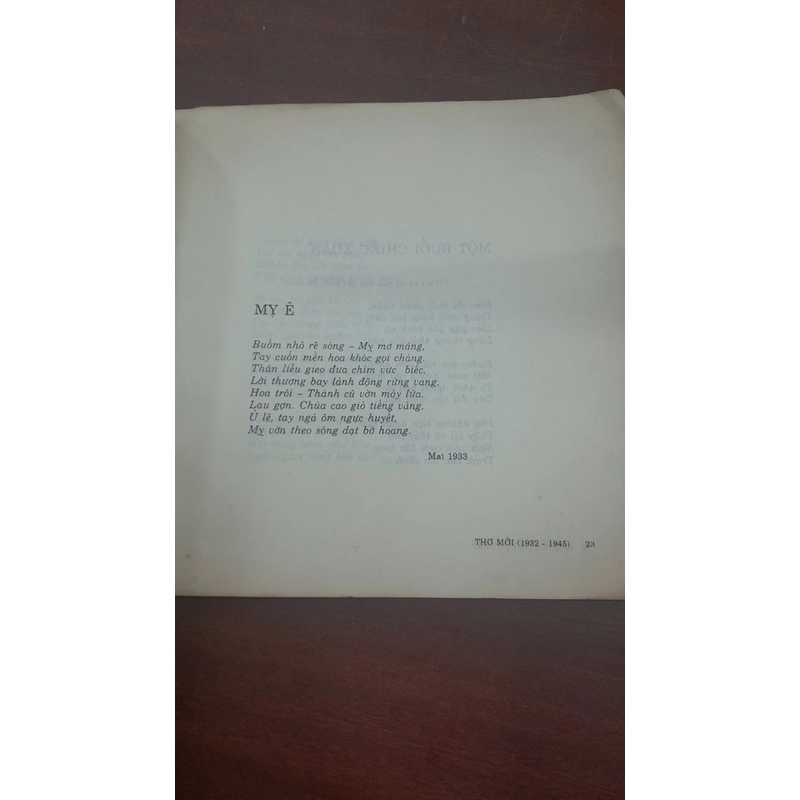 MỴ Ê
Buồm nhô rẽ sóng – Mỵ mơ màng,
Tay cuốn mền hoa khóc gọi chàng.
Thân liễu gieo đưa chìm vực biếc.
Lời thương bay lảnh động rừng vang.
Hoa trôi – Thành cũ vờn mây lửa.
Lau gợn. Chùa cao gió tiếng vàng.
Ủ lệ, tay ngà ôm ngực huyết,
Mỵ vờn theo sóng dạt bờ hoang.
Mai 1933
THƠ MỚI (1932 - 1945) 23